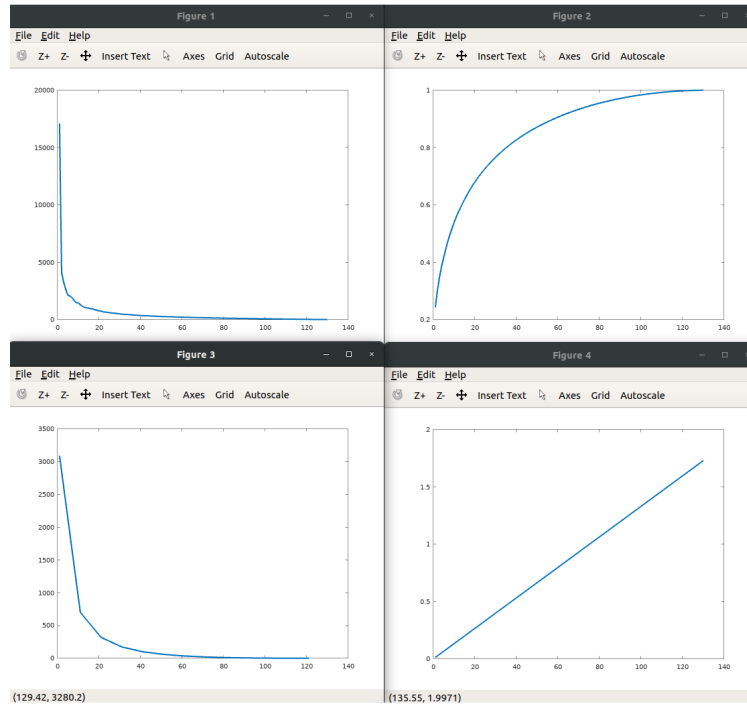 Figure 1
File Edit Help
Z+ Z- Insert Text Axes Grid Autoscale
20000
15000
10000
5000
0
0 20 40 60 80 100 120 140
Figure 2
File Edit Help
Z+ Z- Insert Text Axes Grid Autoscale
1
0.8
0.6
0.4
0.2
0 20 40 60 80 100 120 140
Figure 3
File Edit Help
Z+ Z- Insert Text Axes Grid Autoscale
3500
3000
2500
2000
1500
1000
500
0
0 20 40 60 80 100 120 140
(129.42, 3280.2)
Figure 4
File Edit Help
Z+ Z- Insert Text Axes Grid Autoscale
2
1.5
1
0.5
0
0 20 40 60 80 100 120 140
(135.55, 1.9971)